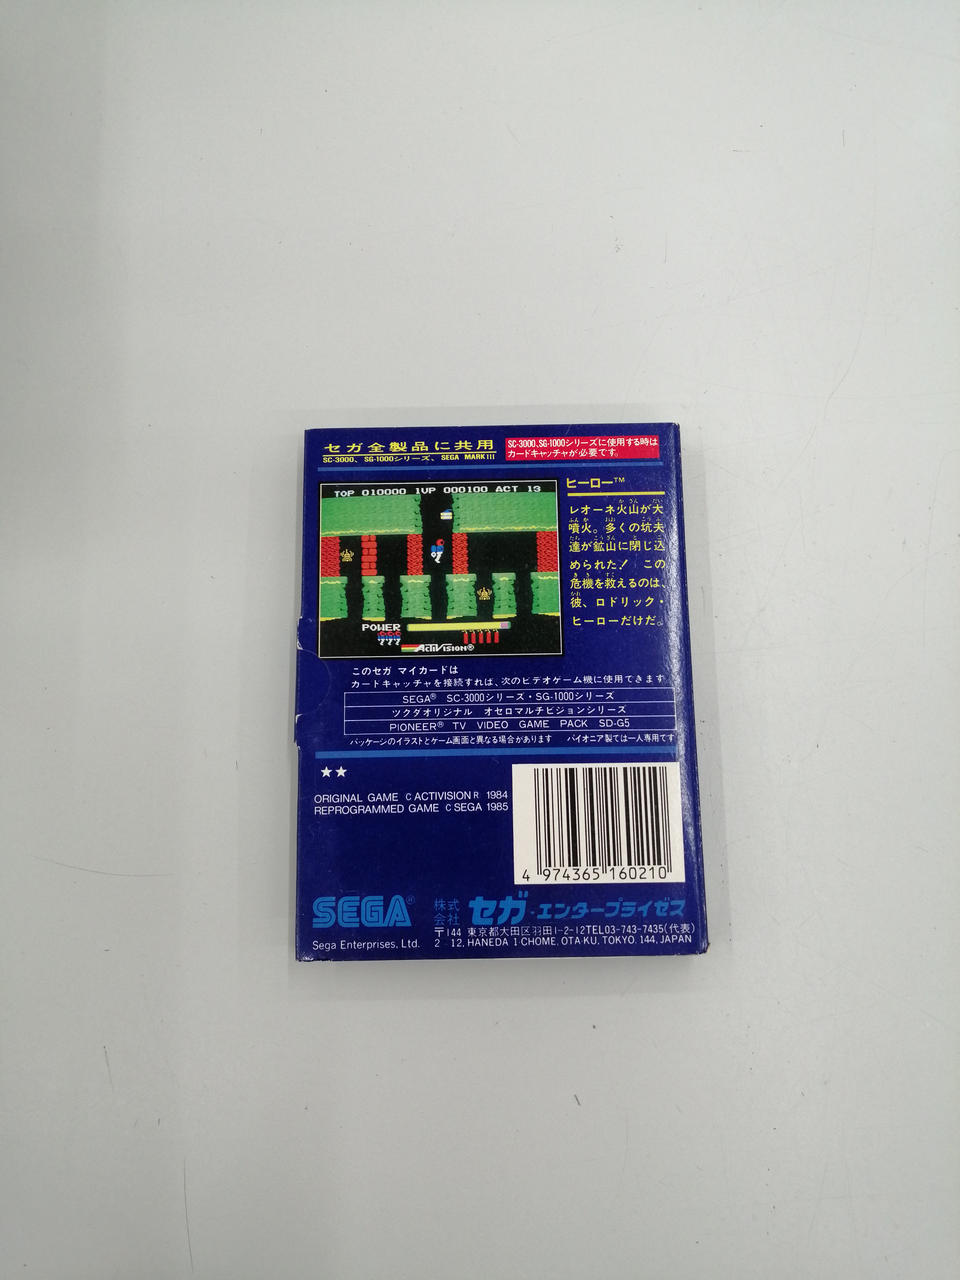 セガ全製品に共用
SC-3000、SG-1000シリーズ、SEGA MARKIII
SC-3000、SG-1000シリーズに使用する時は
カードキャッチャが必要です。
TOP 010000 1UP 000100 ACT 13
POWER
ACTIVISION®
ヒーロー™
レオーネ火山が大
噴火。多くの坑夫
達が鉱山に閉じ込
められた! この
危機を救えるのは、
彼、ロドリック・
ヒーローだけだ。
このセガ マイカードは
カードキャッチャを接続すれば、次のビデオゲーム機に使用できます
SEGA® SC-3000シリーズ・SG-1000シリーズ
ツクダオリジナル オセロマルチビジョンシリーズ
PIONEER® TV VIDEO GAME PACK SD-G5
パッケージのイラストとゲーム画面と異なる場合があります パイオニア製では一人専用です
★★
ORIGINAL GAME © ACTIVISION® 1984
REPROGRAMMED GAME © SEGA 1985
4 974365 160210
SEGA®
Sega Enterprises, Ltd.
株式会社 セガ・エンタープライゼス
〒144 東京都大田区羽田1-2-12TEL03-743-7435(代表)
2-12, HANEDA 1-CHOME, OTA-KU, TOKYO, 144, JAPAN